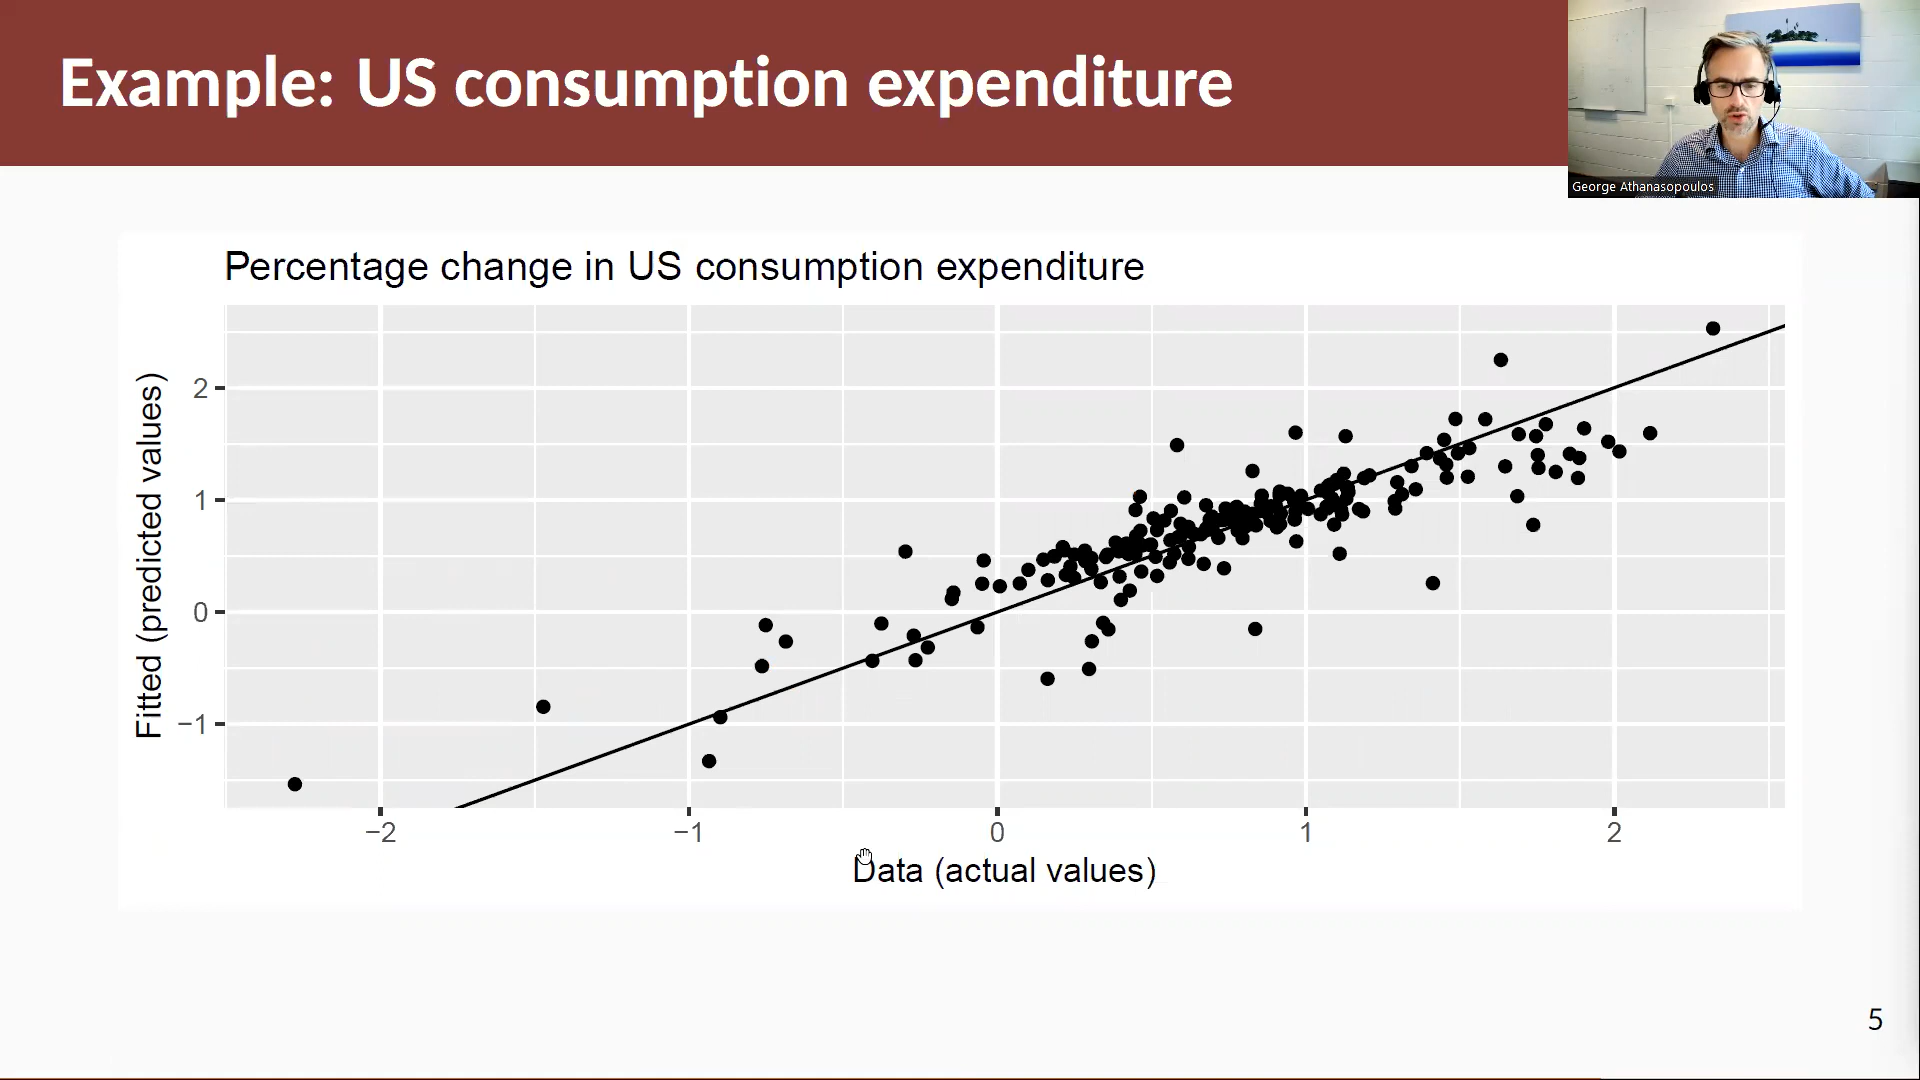 Example: US consumption expenditure
George Athanasopoulos
Percentage change in US consumption expenditure
Fitted (predicted values)
2
1
0
−1
−2
−1
0
1
2
Data (actual values)
5